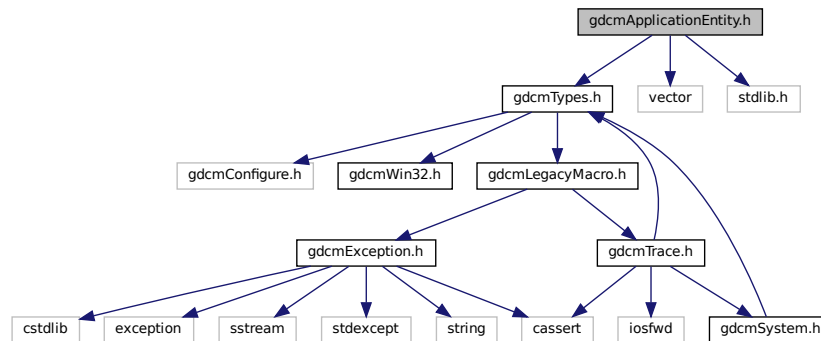 gdcmApplicationEntity.h
gdcmTypes.h
vector
stdlib.h
gdcmConfigure.h
gdcmWin32.h
gdcmLegacyMacro.h
gdcmException.h
gdcmTrace.h
cstdlib
exception
sstream
stdexcept
string
cassert
iosfwd
gdcmSystem.h